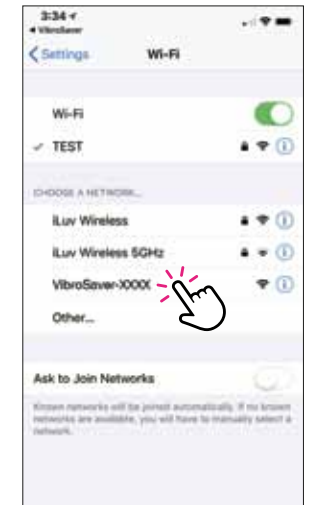 3:34
VibroSaver
Settings Wi-Fi
Wi-Fi
TEST
CHOOSE A NETWORK...
iLuv Wireless
iLuv Wireless 5GHz
VibroSaver-XXXX
Other...
Ask to Join Networks
Known networks will be joined automatically. If no known
networks are available, you will have to manually select a
network.